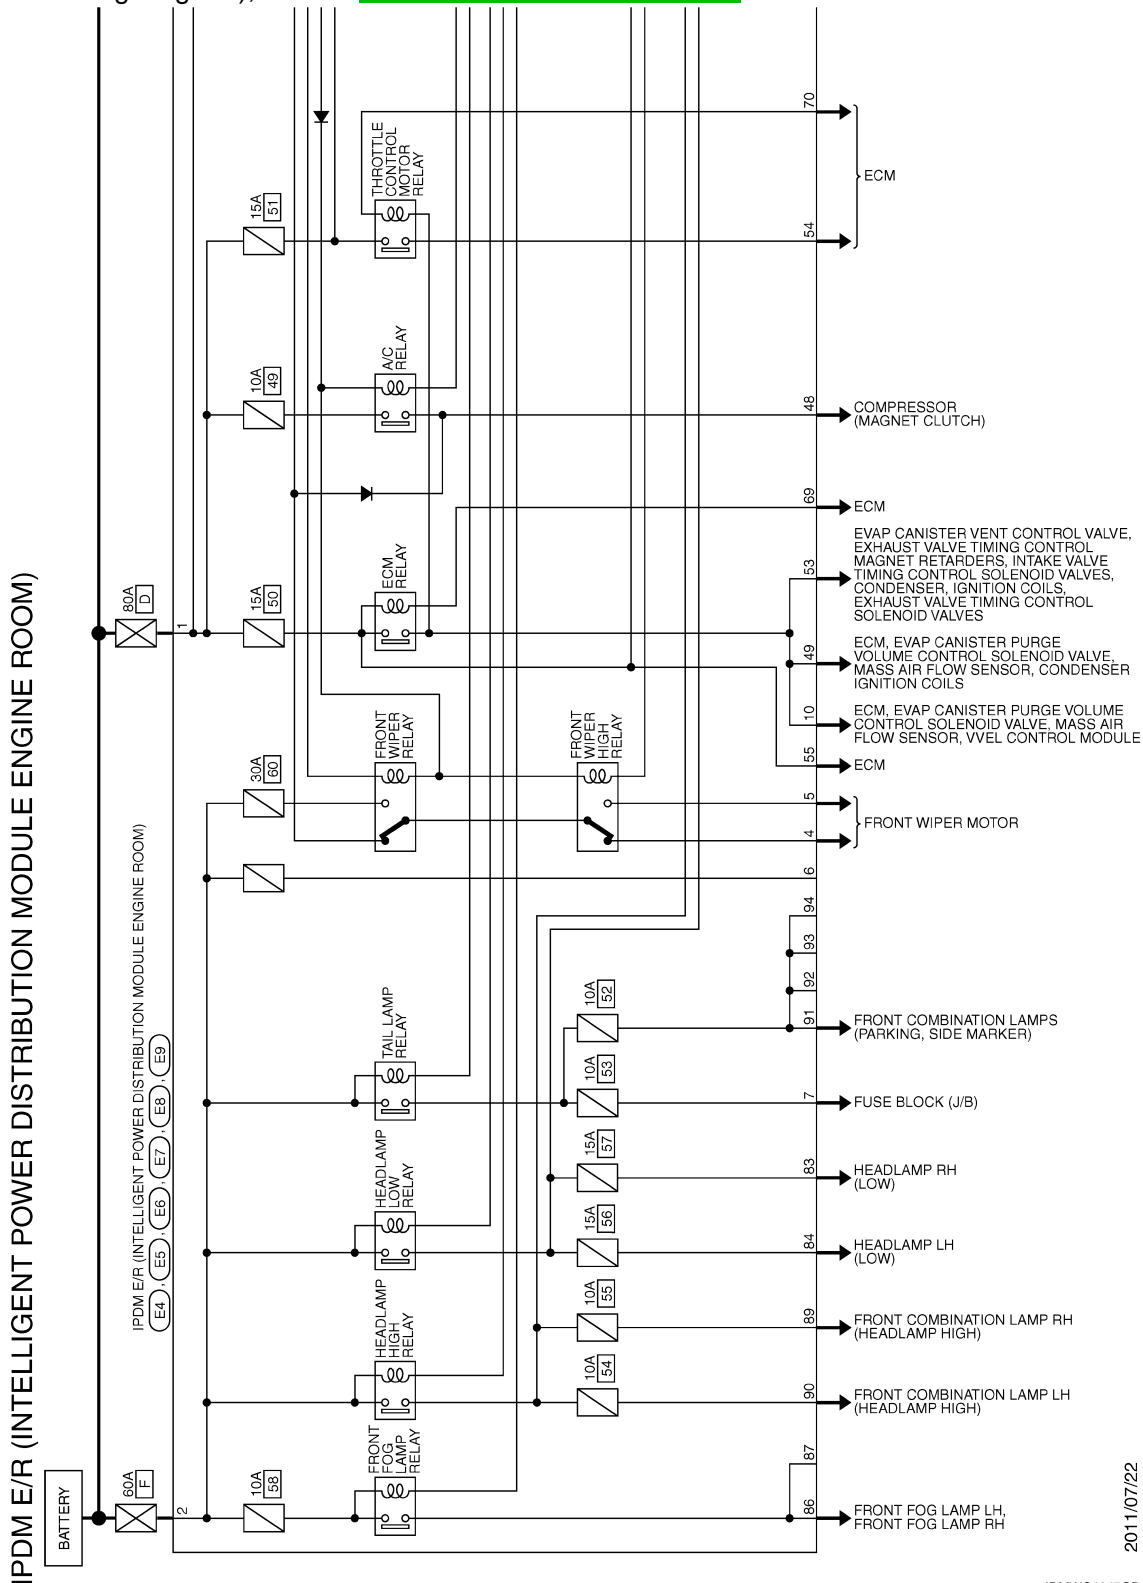 IPDM E/R (INTELLIGENT POWER DISTRIBUTION MODULE ENGINE ROOM)
BATTERY
60A
F
80A
D
IPDM E/R (INTELLIGENT POWER DISTRIBUTION MODULE ENGINE ROOM)
E4 , E5 , E6 , E7 , E8 , E9
2
1
15A
51
THROTTLE
CONTROL
MOTOR
RELAY
70
54
ECM
10A
49
A/C
RELAY
48
COMPRESSOR
(MAGNET CLUTCH)
69
ECM
15A
50
ECM
RELAY
53
EVAP CANISTER VENT CONTROL VALVE,
EXHAUST VALVE TIMING CONTROL
MAGNET RETARDERS, INTAKE VALVE
TIMING CONTROL SOLENOID VALVES,
CONDENSER, IGNITION COILS,
EXHAUST VALVE TIMING CONTROL
SOLENOID VALVES
49
ECM, EVAP CANISTER PURGE
VOLUME CONTROL SOLENOID VALVE,
MASS AIR FLOW SENSOR, CONDENSER
IGNITION COILS
10
ECM, EVAP CANISTER PURGE VOLUME
CONTROL SOLENOID VALVE, MASS AIR
FLOW SENSOR, VVEL CONTROL MODULE
55
ECM
30A
60
FRONT
WIPER
RELAY
FRONT
WIPER
HIGH
RELAY
5
4
FRONT WIPER MOTOR
6
94
93
92
91
10A
52
FRONT COMBINATION LAMPS
(PARKING, SIDE MARKER)
TAIL LAMP
RELAY
10A
53
7
FUSE BLOCK (J/B)
15A
57
83
HEADLAMP RH
(LOW)
HEADLAMP
LOW
RELAY
15A
56
84
HEADLAMP LH
(LOW)
10A
55
89
FRONT COMBINATION LAMP RH
(HEADLAMP HIGH)
HEADLAMP
HIGH
RELAY
10A
54
90
FRONT COMBINATION LAMP LH
(HEADLAMP HIGH)
10A
58
FRONT
FOG
LAMP
RELAY
87
86
FRONT FOG LAMP LH,
FRONT FOG LAMP RH
2011/07/22